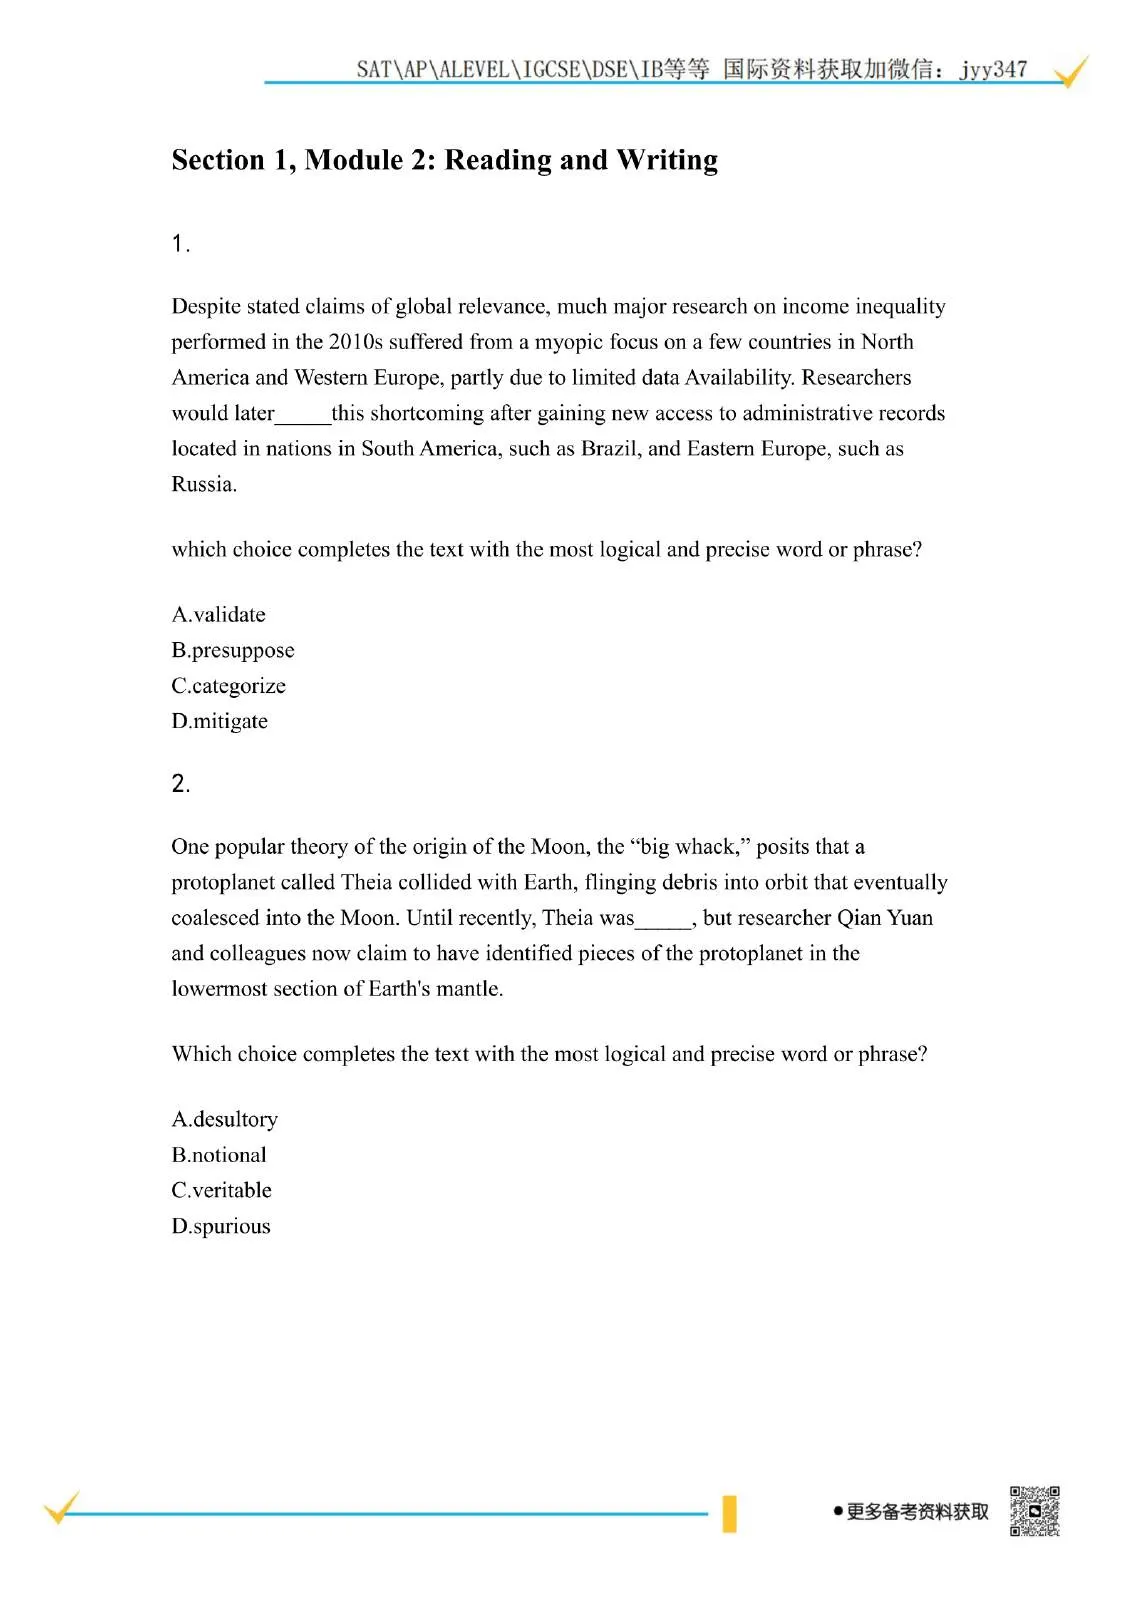 SAT\AP\ALEVEL\IGCSE\DSE\IB等等 国际资料获取加微信：jyy347
Section 1, Module 2: Reading and Writing
1.
Despite stated claims of global relevance, much major research on income inequality
performed in the 2010s suffered from a myopic focus on a few countries in North
America and Western Europe, partly due to limited data Availability. Researchers
would later_____this shortcoming after gaining new access to administrative records
located in nations in South America, such as Brazil, and Eastern Europe, such as
Russia.
which choice completes the text with the most logical and precise word or phrase?
A.validate
B.presuppose
C.categorize
D.mitigate
2.
One popular theory of the origin of the Moon, the “big whack,” posits that a
protoplanet called Theia collided with Earth, flinging debris into orbit that eventually
coalesced into the Moon. Until recently, Theia was_____, but researcher Qian Yuan
and colleagues now claim to have identified pieces of the protoplanet in the
lowermost section of Earth's mantle.
Which choice completes the text with the most logical and precise word or phrase?
A.desultory
B.notional
C.veritable
D.spurious
●更多备考资料获取